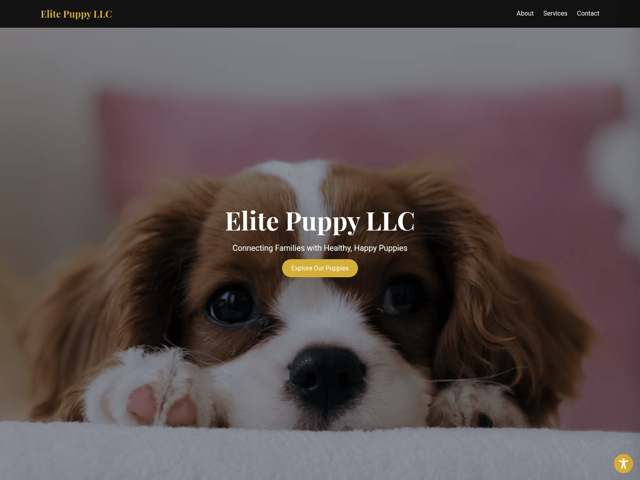 Elite Puppy LLC
About Services Contact
Elite Puppy LLC
Connecting Families with Healthy, Happy Puppies
Explore Our Puppies